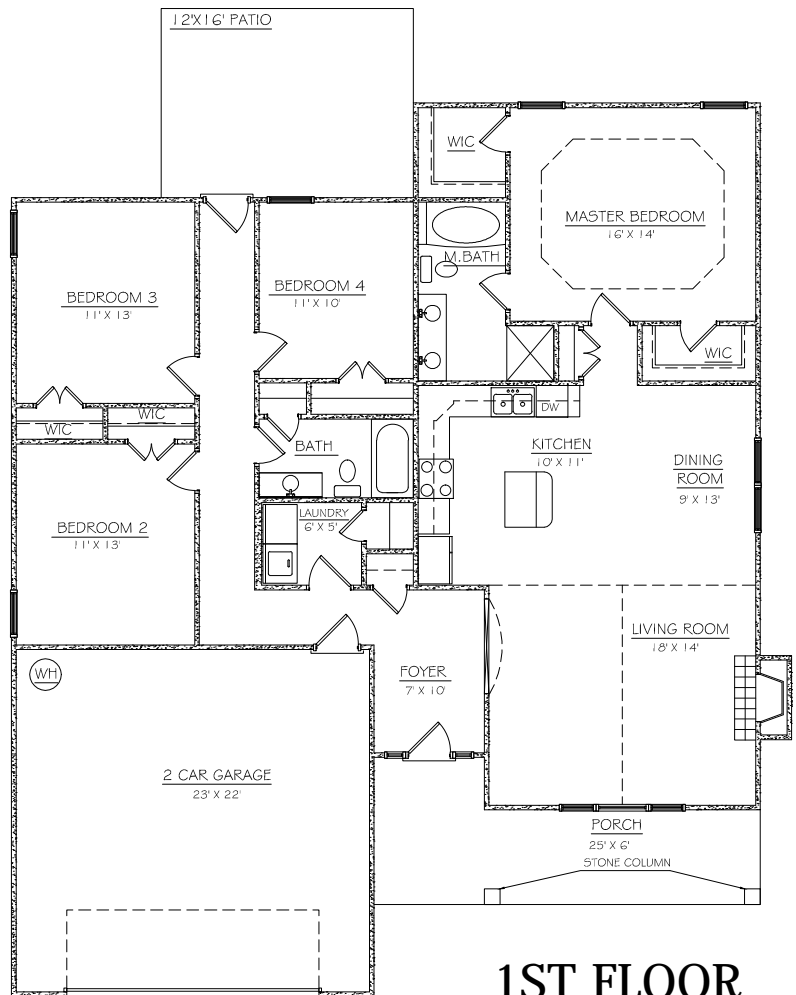 12'X16' PATIO
WIC
MASTER BEDROOM
16' X 14'
M.BATH
BEDROOM 3
11' X 13'
BEDROOM 4
11' X 10'
WIC
WIC
WIC
DW
KITCHEN
10' X 11'
BATH
DINING
ROOM
9' X 13'
BEDROOM 2
11' X 13'
LAUNDRY
6' X 5'
LIVING ROOM
18' X 14'
WH
FOYER
7' X 10'
2 CAR GARAGE
23' X 22'
PORCH
25' X 6'
STONE COLUMN
1ST FLOOR